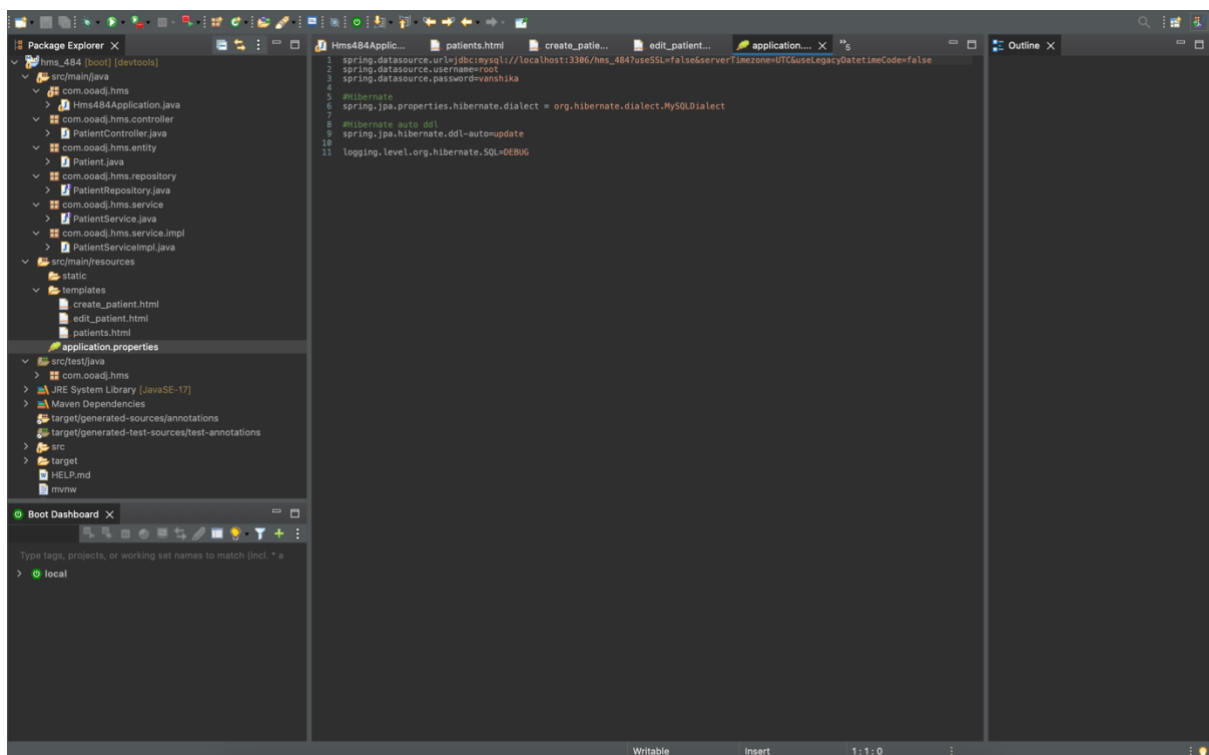 Package Explorer
hms_484 [boot] [devtools]
src/main/java
com.ooadj.hms
Hms484Application.java
com.ooadj.hms.controller
PatientController.java
com.ooadj.hms.entity
Patient.java
com.ooadj.hms.repository
PatientRepository.java
com.ooadj.hms.service
PatientService.java
com.ooadj.hms.service.impl
PatientServiceImpl.java
src/main/resources
static
templates
create_patient.html
edit_patient.html
patients.html
application.properties
src/test/java
com.ooadj.hms
JRE System Library [JavaSE-17]
Maven Dependencies
target/generated-sources/annotations
target/generated-test-sources/test-annotations
src
target
HELP.md
mvnw
Boot Dashboard
Type tags, projects, or working set names to match (incl. * a
local
Hms484Applic... patients.html create_patie... edit_patient... application.... 5
1 spring.datasource.url=jdbc:mysql://localhost:3306/hms_484?useSSL=false&serverTimezone=UTC&useLegacyDatetimeCode=false
2 spring.datasource.username=root
3 spring.datasource.password=vanshika
4
5 #Hibernate
6 spring.jpa.properties.hibernate.dialect = org.hibernate.dialect.MySQLDialect
7
8 #Hibernate auto ddl
9 spring.jpa.hibernate.ddl-auto=update
10
11 logging.level.org.hibernate.SQL=DEBUG
Outline
Writable Insert 1:1:0